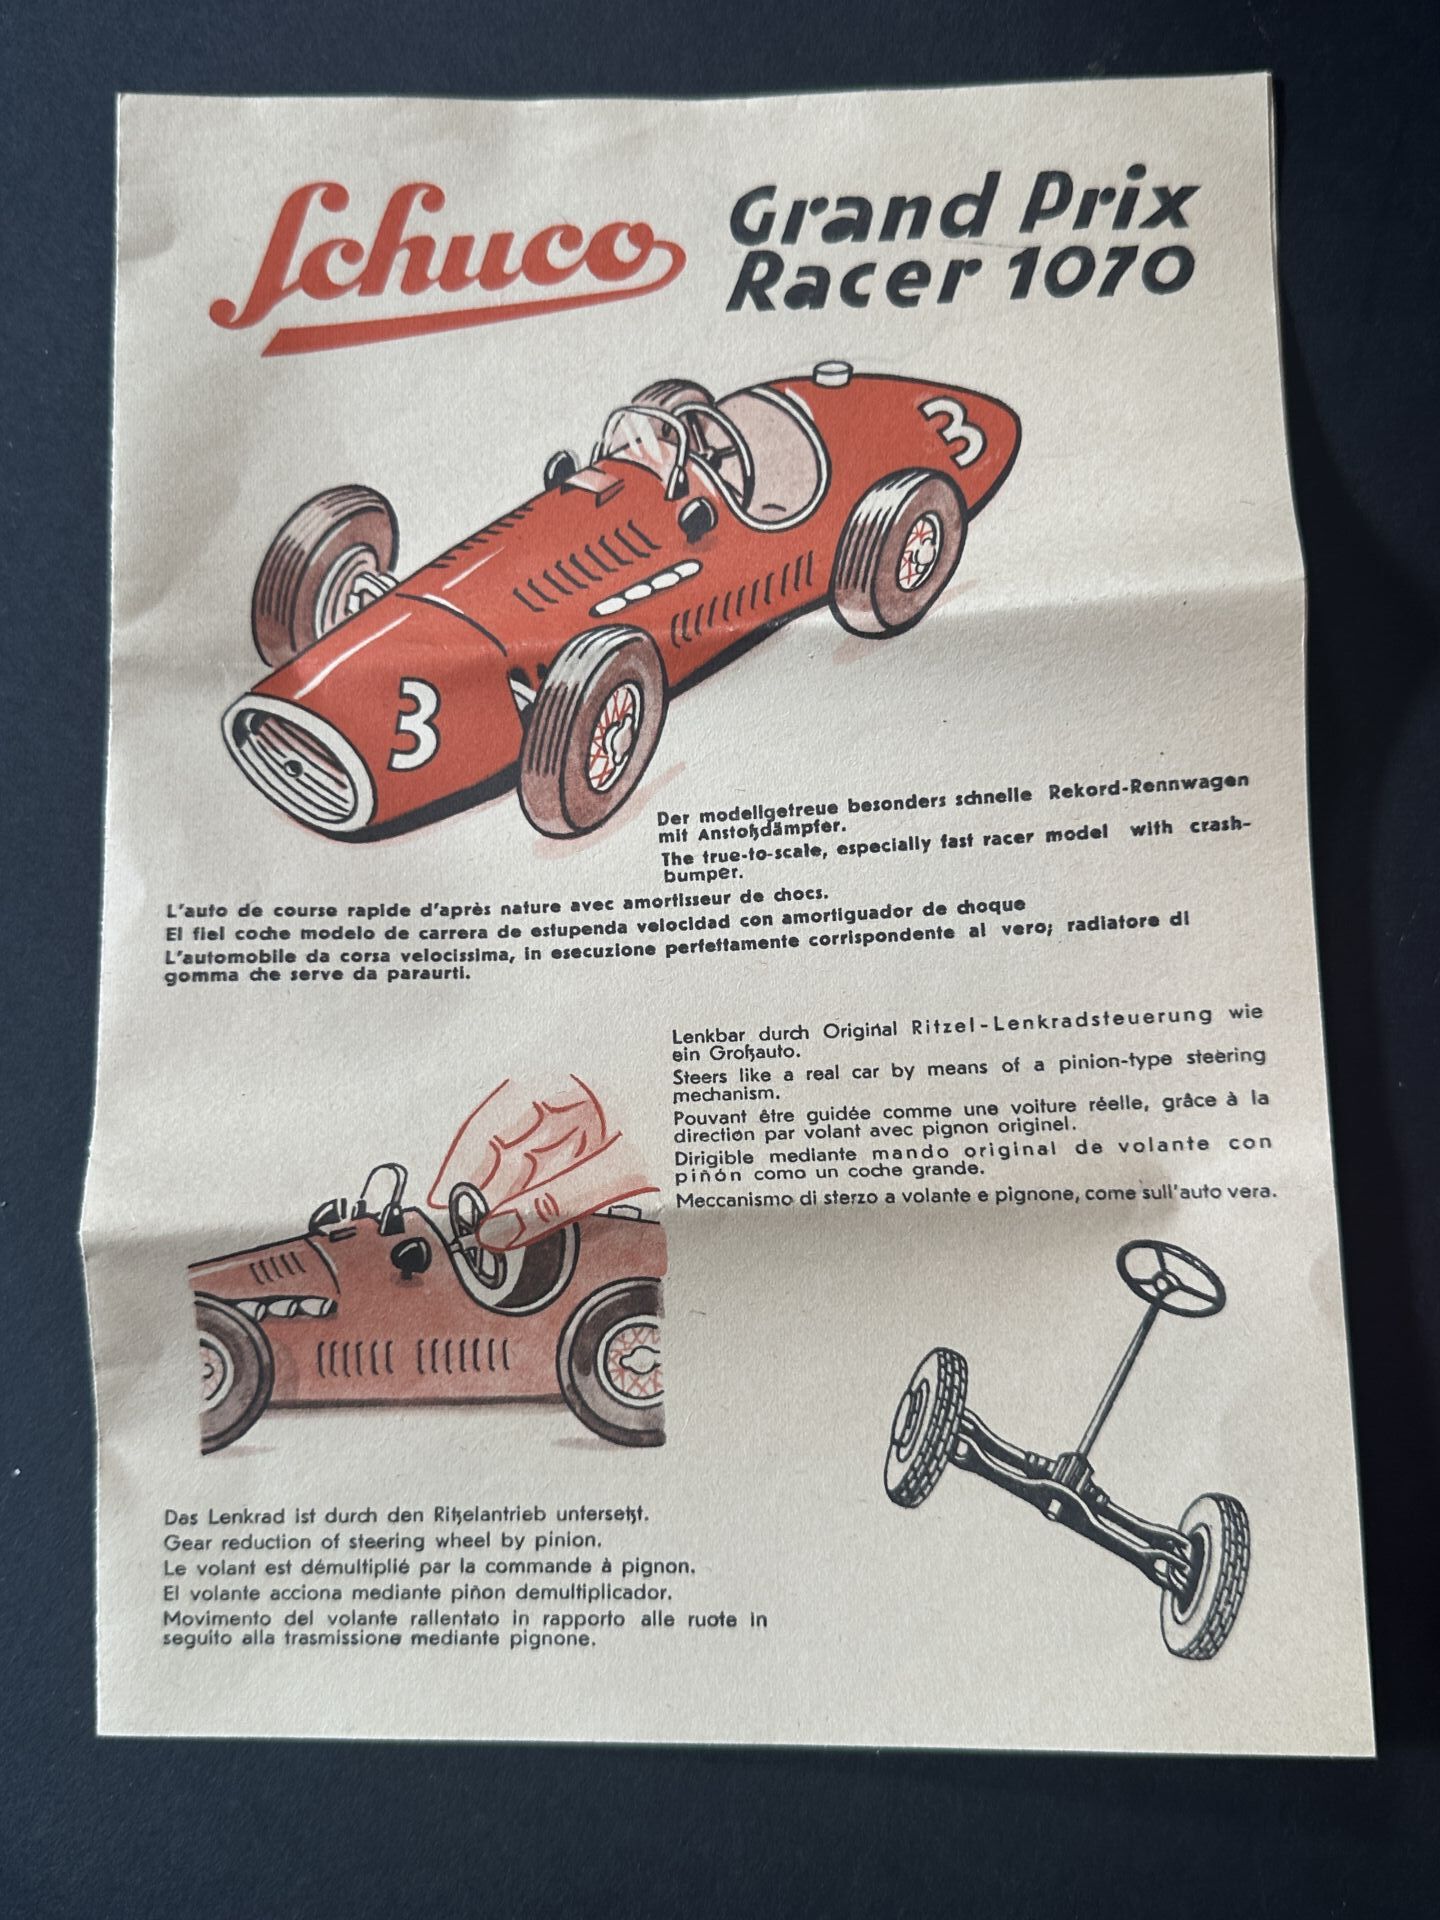 Schuco
Grand Prix
Racer 1070
3
3
Der modellgetreue besonders schnelle Rekord-Rennwagen
mit Anstoßdämpfer.
The true-to-scale, especially fast racer model with crash-
bumper.
L'auto de course rapide d'après nature avec amortisseur de chocs.
El fiel coche modelo de carrera de estupenda velocidad con amortiguador de choque
L'automobile da corsa velocissima, in esecuzione perfettamente corrispondente al vero; radiatore di
gomma che serve da paraurti.
Lenkbar durch Original Ritzel-Lenkradsteuerung wie
ein Großauto.
Steers like a real car by means of a pinion-type steering
mechanism.
Pouvant être guidée comme une voiture réelle, grâce à la
direction par volant avec pignon originel.
Dirigible mediante mando original de volante con
piñón como un coche grande.
Meccanismo di sterzo a volante e pignone, come sull'auto vera.
Das Lenkrad ist durch den Ritzelantrieb untersetzt.
Gear reduction of steering wheel by pinion.
Le volant est démultiplié par la commande à pignon.
El volante acciona mediante piñon demultiplicador.
Movimento del volante rallentato in rapporto alle ruote in
seguito alla trasmissione mediante pignone.